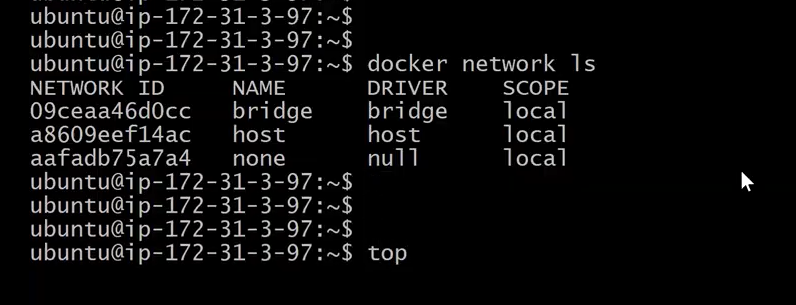 ubuntu@ip-172-31-3-97:~$
ubuntu@ip-172-31-3-97:~$
ubuntu@ip-172-31-3-97:~$ docker network ls
NETWORK ID NAME DRIVER SCOPE
09ceaa46d0cc bridge bridge local
a8609eef14ac host host local
aafadb75a7a4 none null local
ubuntu@ip-172-31-3-97:~$
ubuntu@ip-172-31-3-97:~$
ubuntu@ip-172-31-3-97:~$
ubuntu@ip-172-31-3-97:~$ top